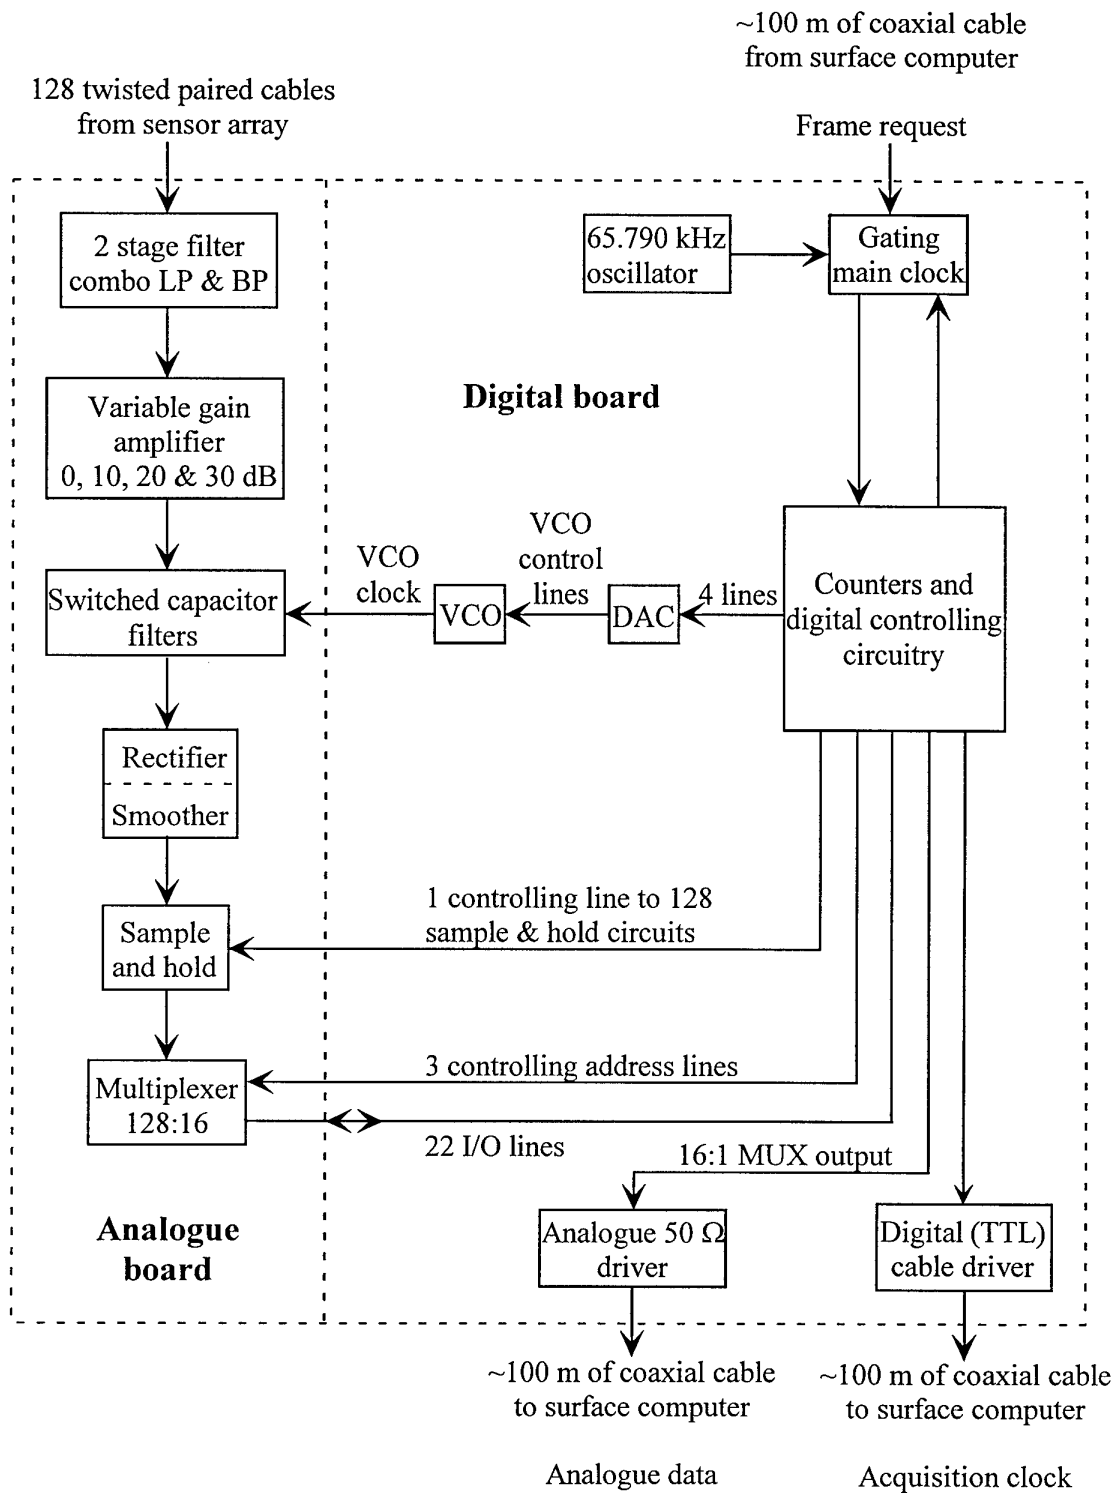 ~100 m of coaxial cable
from surface computer
128 twisted paired cables
from sensor array
Frame request
2 stage filter
combo LP & BP
65.790 kHz
oscillator
Gating
main clock
Variable gain
amplifier
0, 10, 20 & 30 dB
Digital board
Switched capacitor
filters
VCO
clock
VCO
VCO
control
lines
DAC
4 lines
Counters and
digital controlling
circuitry
Rectifier
Smoother
Sample
and hold
1 controlling line to 128
sample & hold circuits
Multiplexer
128:16
3 controlling address lines
22 I/O lines
16:1 MUX output
Analogue
board
Analogue 50 Ω
driver
Digital (TTL)
cable driver
~100 m of coaxial cable
to surface computer
~100 m of coaxial cable
to surface computer
Analogue data
Acquisition clock